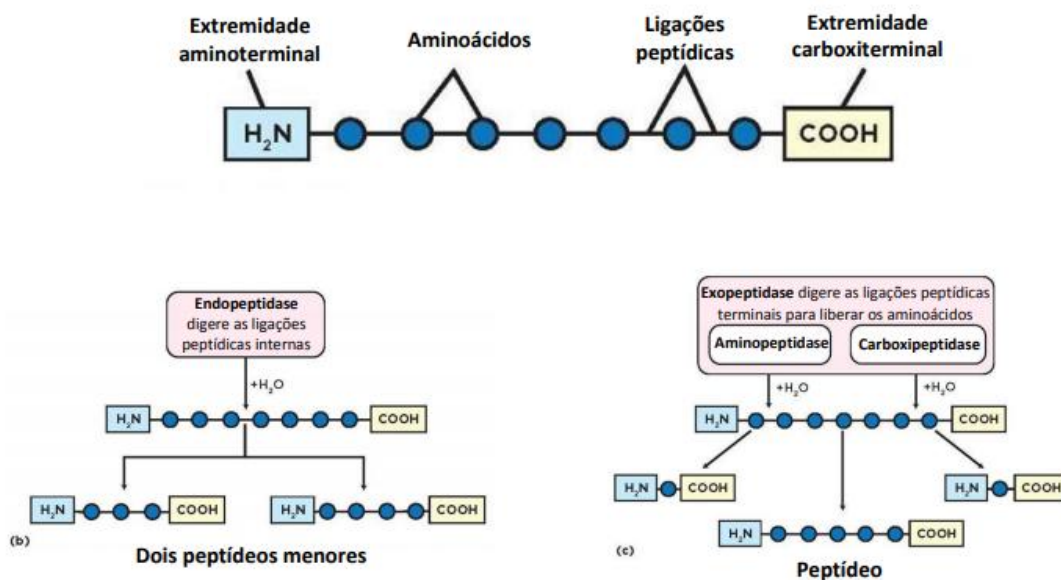 Extremidade
aminoterminal
Aminoácidos
Ligações
peptídicas
Extremidade
carboxiterminal
H₂N
COOH
Endopeptidase
digere as ligações
peptídicas internas
+H₂O
H₂N
COOH
H₂N
COOH
H₂N
COOH
(b)
Dois peptídeos menores
Exopeptidase digere as ligações peptídicas
terminais para liberar os aminoácidos
Aminopeptidase
Carboxipeptidase
+H₂O
+H₂O
H₂N
COOH
H₂N
COOH
H₂N
COOH
H₂N
COOH
(c)
Peptídeo